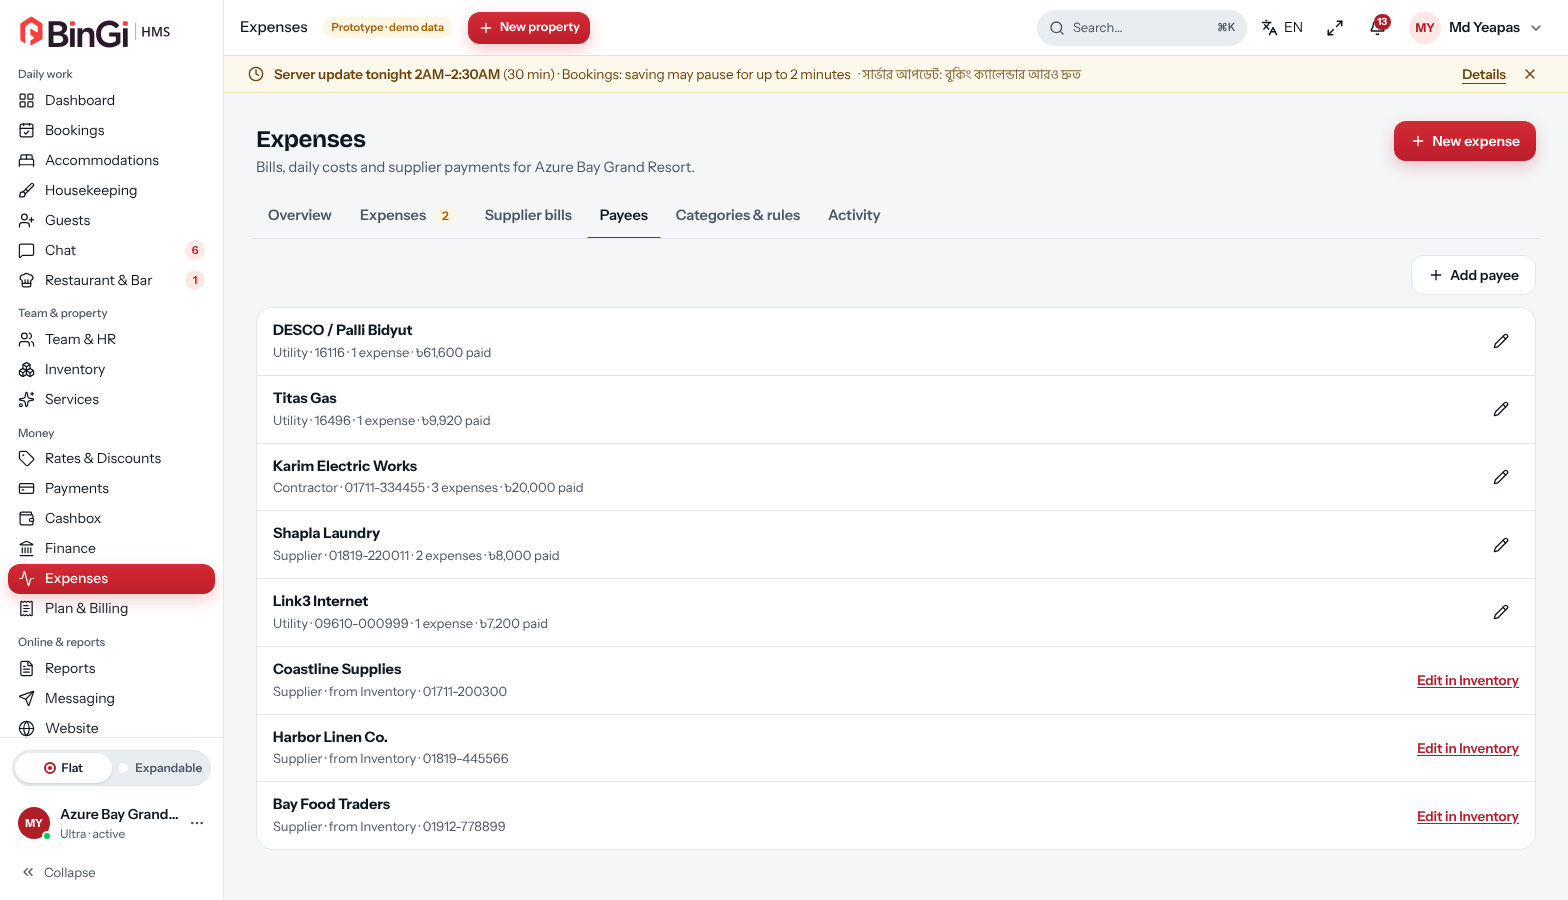 BinGi HMS
Daily work
Dashboard
Bookings
Accommodations
Housekeeping
Guests
Chat 6
Restaurant & Bar 1
Team & property
Team & HR
Inventory
Services
Money
Rates & Discounts
Payments
Cashbox
Finance
Expenses
Plan & Billing
Online & reports
Reports
Messaging
Website
Flat Expandable
MY Azure Bay Grand...
Ultra · active
Collapse
Expenses Prototype · demo data + New property Search... ⌘K EN 13 MY Md Yeapas
Server update tonight 2AM–2:30AM (30 min) · Bookings: saving may pause for up to 2 minutes · সার্ভার আপডেট: বুকিং ক্যালেন্ডার আরও দ্রুত Details
Expenses
Bills, daily costs and supplier payments for Azure Bay Grand Resort.
+ New expense
Overview Expenses 2 Supplier bills Payees Categories & rules Activity
+ Add payee
DESCO / Palli Bidyut
Utility · 16116 · 1 expense · ৳61,600 paid
Titas Gas
Utility · 16496 · 1 expense · ৳9,920 paid
Karim Electric Works
Contractor · 01711-334455 · 3 expenses · ৳20,000 paid
Shapla Laundry
Supplier · 01819-220011 · 2 expenses · ৳8,000 paid
Link3 Internet
Utility · 09610-000999 · 1 expense · ৳7,200 paid
Coastline Supplies
Supplier · from Inventory · 01711-200300
Edit in Inventory
Harbor Linen Co.
Supplier · from Inventory · 01819-445566
Edit in Inventory
Bay Food Traders
Supplier · from Inventory · 01912-778899
Edit in Inventory